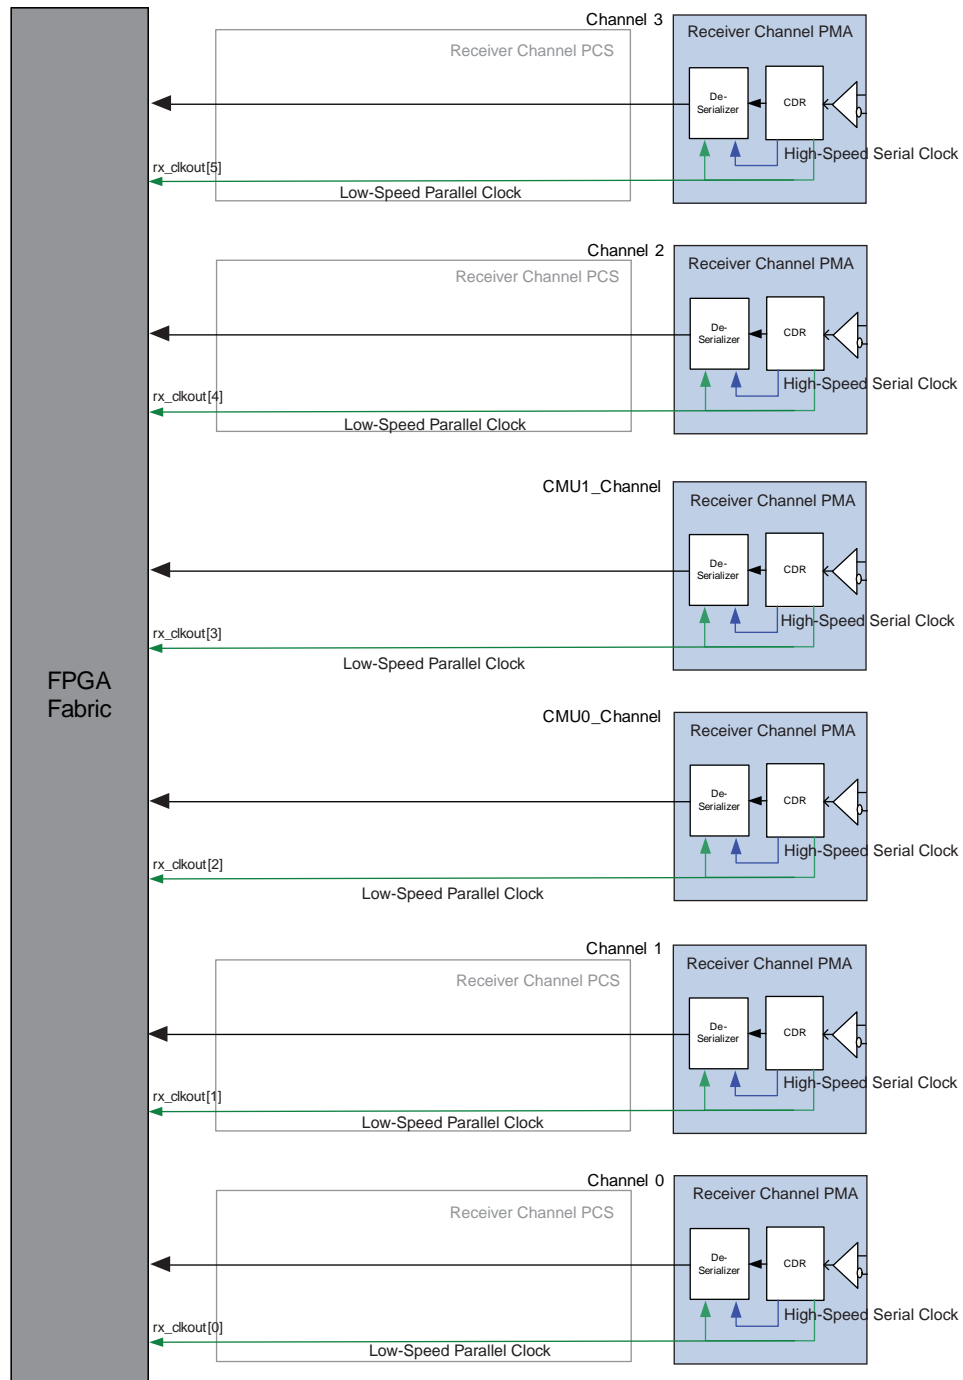 Channel 3
Receiver Channel PMA
Receiver Channel PCS
De-
Serializer
CDR
High-Speed Serial Clock
rx_clkout[5]
Low-Speed Parallel Clock
Channel 2
Receiver Channel PMA
Receiver Channel PCS
De-
Serializer
CDR
High-Speed Serial Clock
rx_clkout[4]
Low-Speed Parallel Clock
CMU1_Channel
Receiver Channel PMA
De-
Serializer
CDR
High-Speed Serial Clock
rx_clkout[3]
Low-Speed Parallel Clock
FPGA
Fabric
CMU0_Channel
Receiver Channel PMA
De-
Serializer
CDR
High-Speed Serial Clock
rx_clkout[2]
Low-Speed Parallel Clock
Channel 1
Receiver Channel PMA
Receiver Channel PCS
De-
Serializer
CDR
High-Speed Serial Clock
rx_clkout[1]
Low-Speed Parallel Clock
Channel 0
Receiver Channel PMA
Receiver Channel PCS
De-
Serializer
CDR
High-Speed Serial Clock
rx_clkout[0]
Low-Speed Parallel Clock